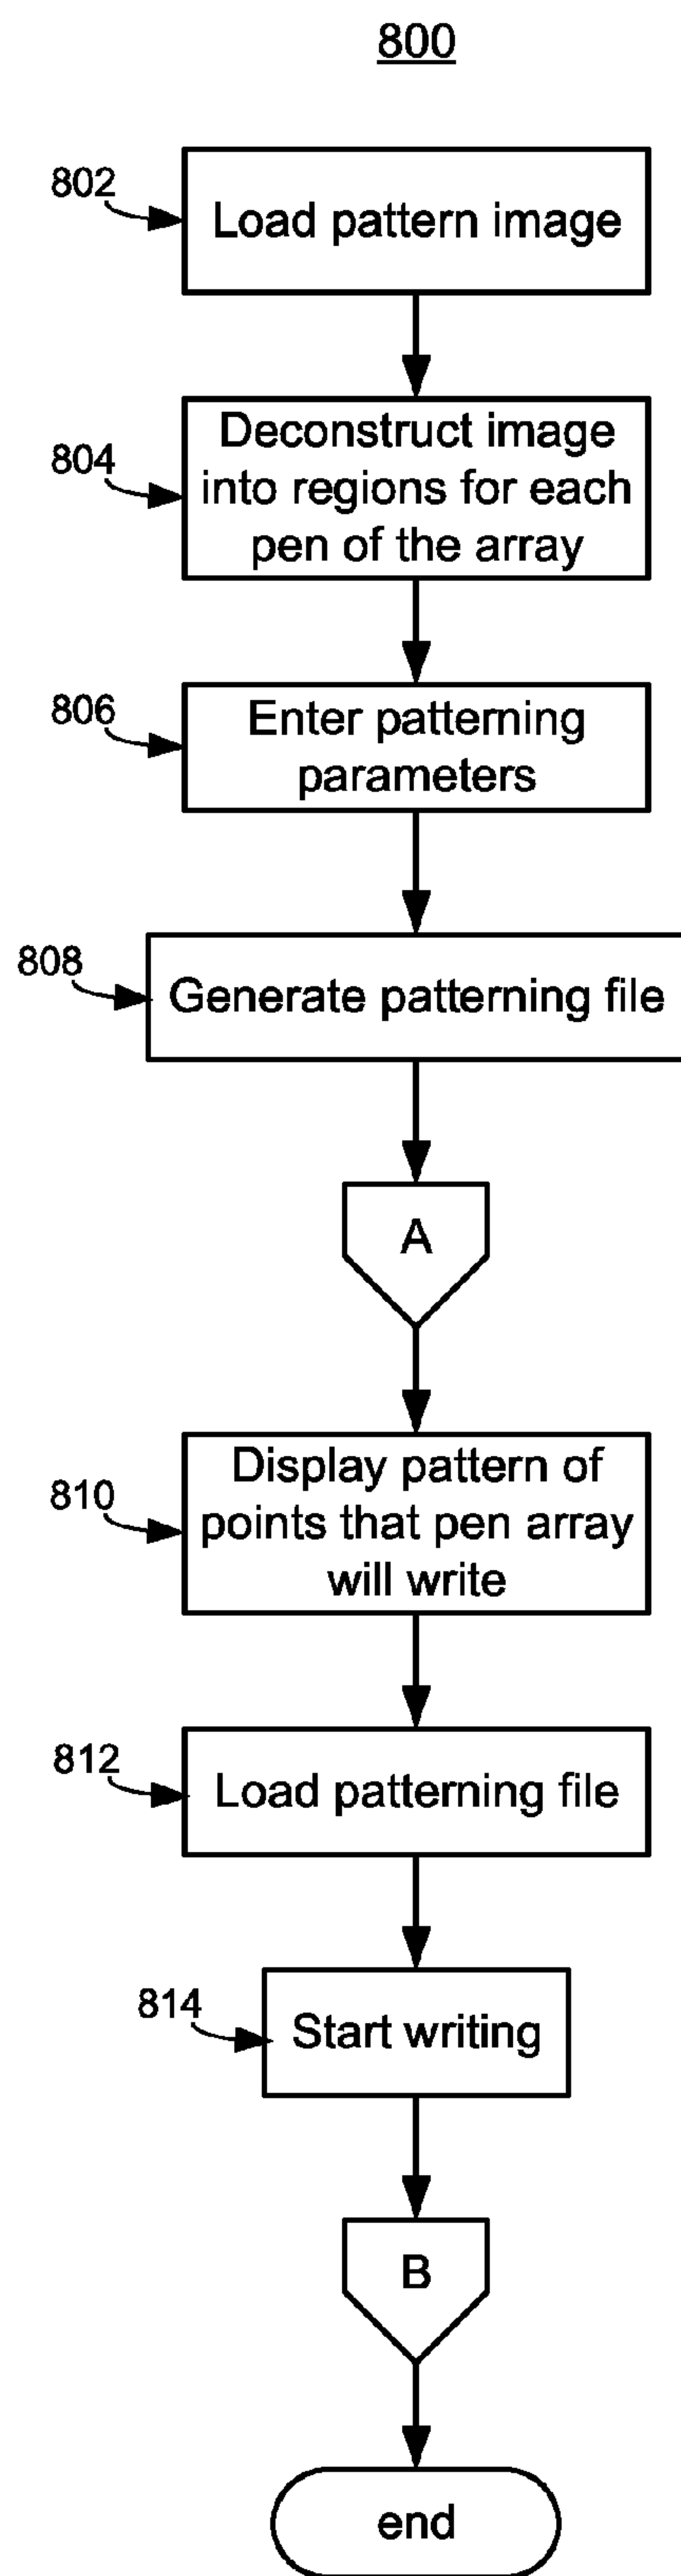 800
802
Load pattern image
804
Deconstruct image
into regions for each
pen of the array
806
Enter patterning
parameters
808
Generate patterning file
A
810
Display pattern of
points that pen array
will write
812
Load patterning file
814
Start writing
B
end